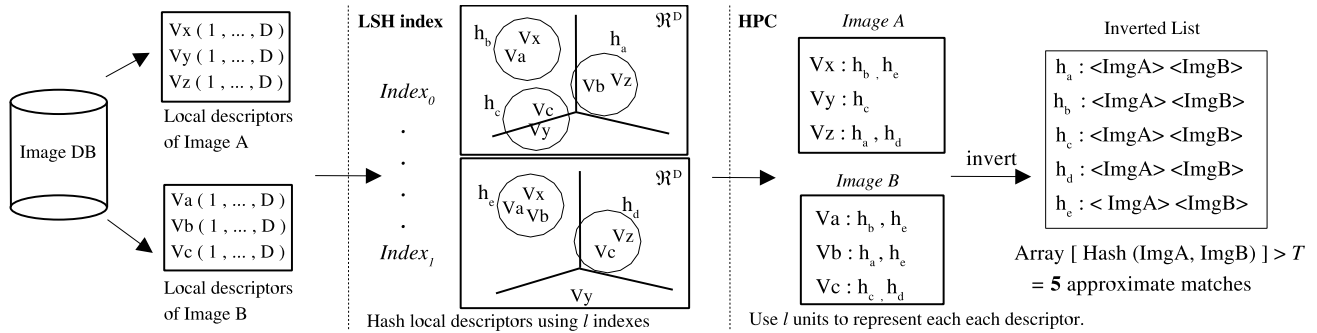 Image DB
Vx ( 1 , ... , D )
Vy ( 1 , ... , D )
Vz ( 1 , ... , D )
Local descriptors
of Image A
Va ( 1 , ... , D )
Vb ( 1 , ... , D )
Vc ( 1 , ... , D )
Local descriptors
of Image B
LSH index
Index0
Indexl
ℜD
hb
Vx
Va
ha
Vb Vz
hc
Vc
Vy
ℜD
he
Vx
Va Vb
hd
Vz
Vc
Vy
Hash local descriptors using l indexes
HPC
Image A
Vx : hb , he
Vy : hc
Vz : ha , hd
Image B
Va : hb , he
Vb : ha , he
Vc : hc , hd
Use l units to represent each each descriptor.
invert
Inverted List
ha : <ImgA> <ImgB>
hb : <ImgA> <ImgB>
hc : <ImgA> <ImgB>
hd : <ImgA> <ImgB>
he : < ImgA> <ImgB>
Array [ Hash (ImgA, ImgB) ] > T
= 5 approximate matches